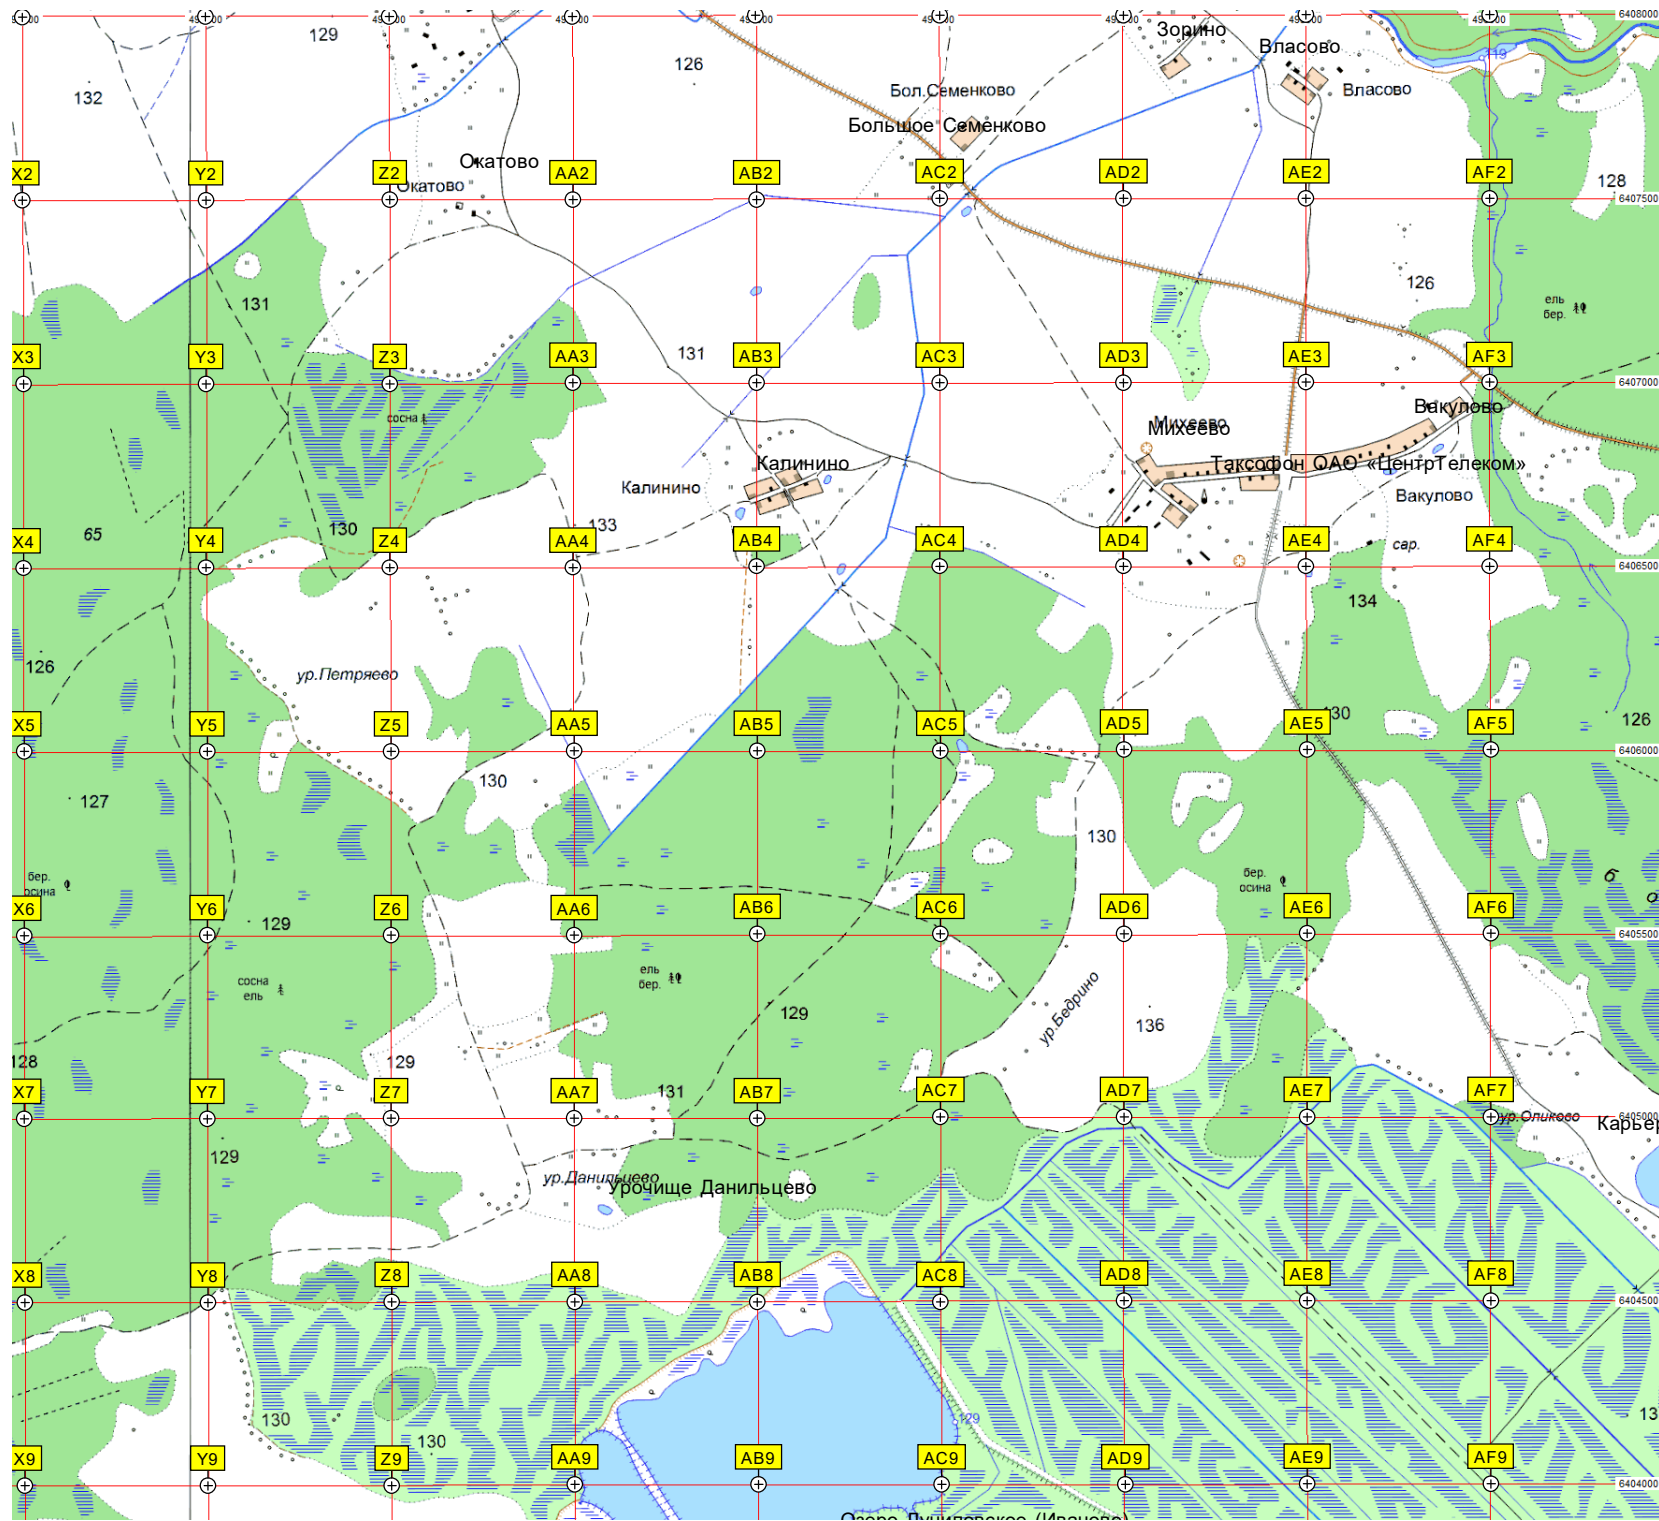 6408000
129
Зорино
Власово
119
126
132
Бол.Семенково
Власово
Большое Семенково
Окатово
X2
Y2
Z2
AA2
AB2
AC2
AD2
AE2
AF2
Окатово
128
6407500
131
126
ель
бер.
X3
Y3
Z3
AA3
131
AB3
AC3
AD3
AE3
AF3
6407000
сосна
Вакулово
Михеево
Михеево
Калинино
Таксофон ОАО «ЦентрТелеком»
Калинино
Вакулово
65
130
133
X4
Y4
Z4
AA4
AB4
AC4
AD4
AE4
сар.
AF4
6406500
134
126
ур.Петряево
X5
Y5
Z5
AA5
AB5
AC5
AD5
AE5
130
AF5
126
6406000
130
127
130
бер.
осина
бер.
осина
б
о
X6
Y6
129
Z6
AA6
AB6
AC6
AD6
AE6
AF6
6405500
сосна
ель
ель
бер.
ур.Бедрино
129
136
128
129
X7
Y7
Z7
AA7
131
AB7
AC7
AD7
AE7
AF7
6405000
ур.Оликово
Карьер
129
ур.Данильцево
Урочище Данильцево
X8
Y8
Z8
AA8
AB8
AC8
AD8
AE8
AF8
6404500
130
129
13
130
X9
Y9
Z9
AA9
AB9
AC9
AD9
AE9
AF9
6404000